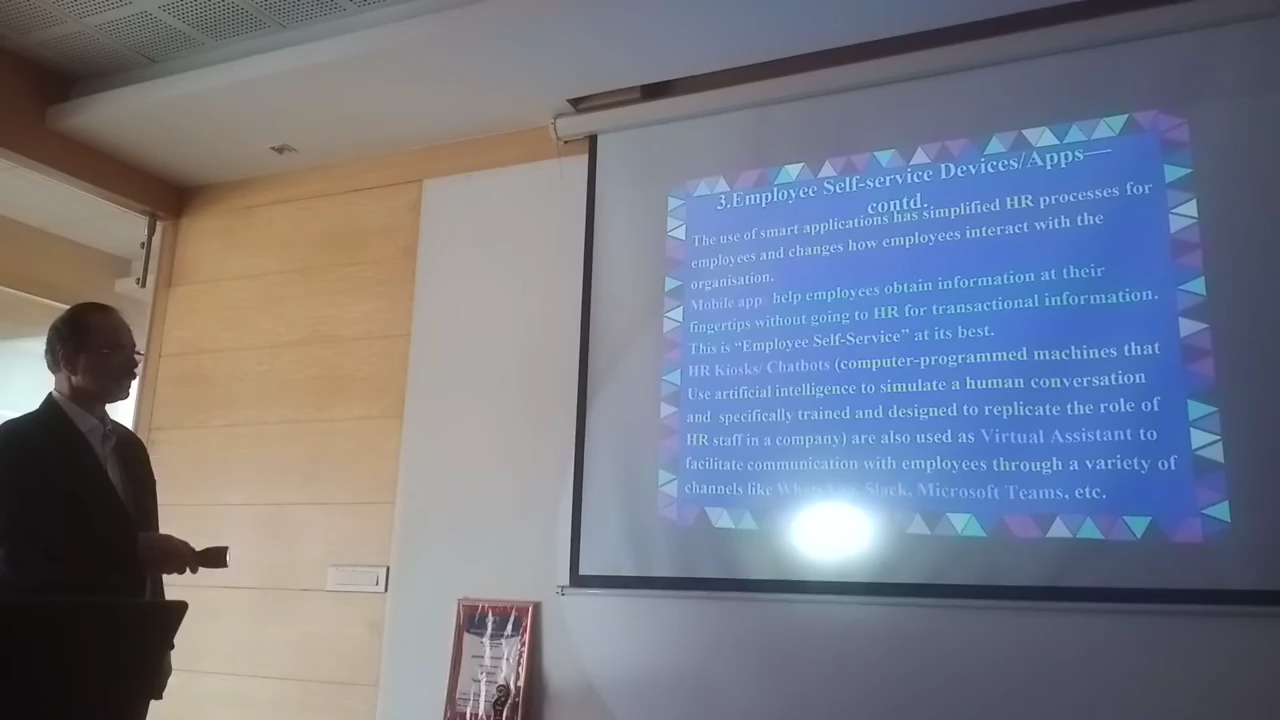 3.Employee Self-service Devices/Apps—
contd.
The use of smart applications has simplified HR processes for
employees and changes how employees interact with the
organisation.
Mobile app help employees obtain information at their
fingertips without going to HR for transactional information.
This is “Employee Self-Service” at its best.
HR Kiosks/ Chatbots (computer-programmed machines that
Use artificial intelligence to simulate a human conversation
and specifically trained and designed to replicate the role of
HR staff in a company) are also used as Virtual Assistant to
facilitate communication with employees through a variety of
channels like WhatsApp, Slack, Microsoft Teams, etc.